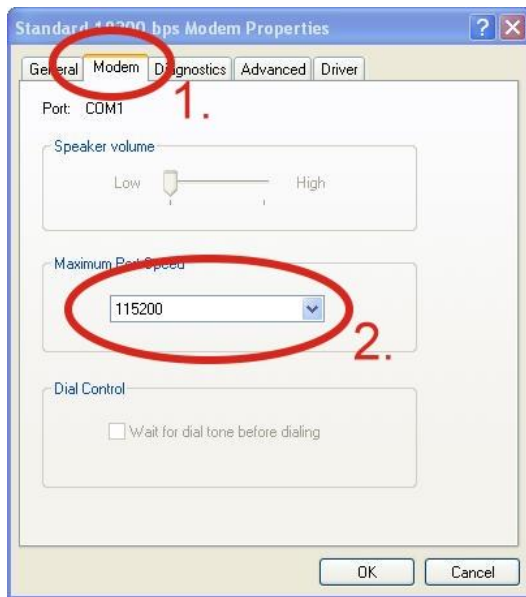 Standard 19200 bps Modem Properties
General Modem Diagnostics Advanced Driver
1.
Port: COM1
Speaker volume
Low High
Maximum Port Speed
115200
2.
Dial Control
Wait for dial tone before dialing
OK Cancel